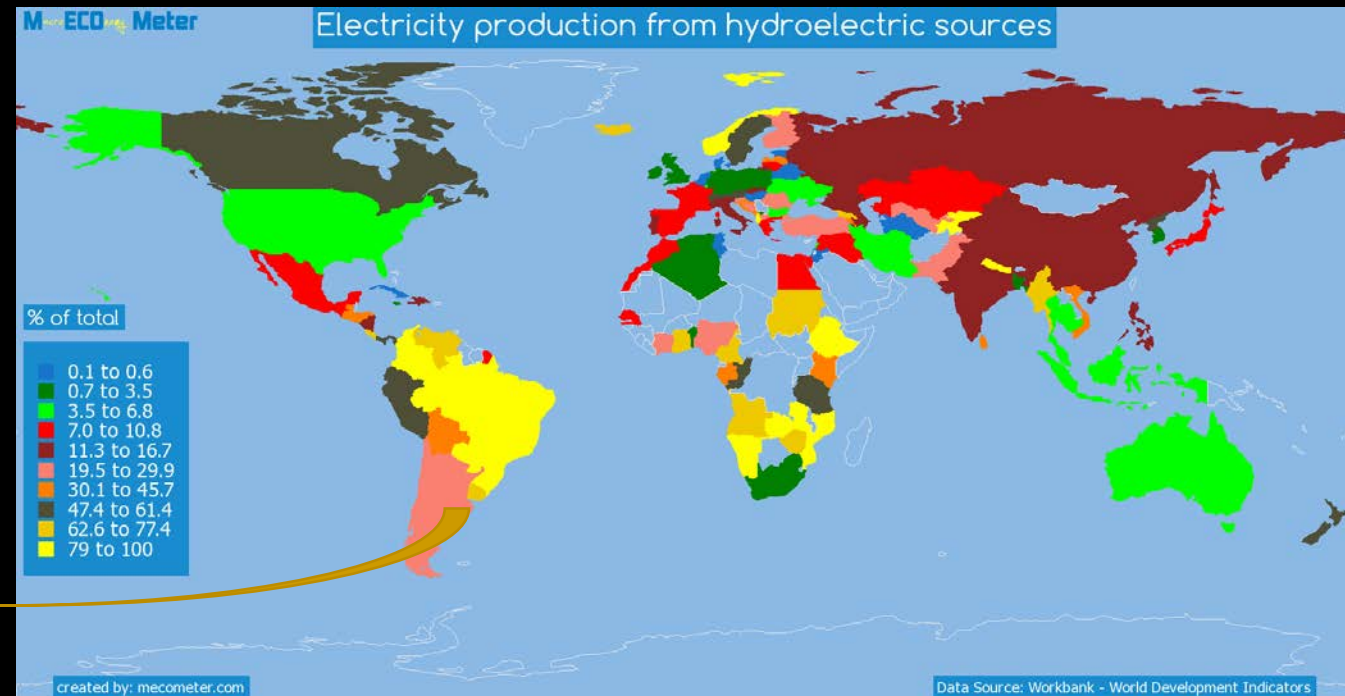 M ECO Meter
Electricity production from hydroelectric sources
% of total
0.1 to 0.6
0.7 to 3.5
3.5 to 6.8
7.0 to 10.8
11.3 to 16.7
19.5 to 29.9
30.1 to 45.7
47.4 to 61.4
62.6 to 77.4
79 to 100
created by: mecometer.com
Data Source: Workbank - World Development Indicators